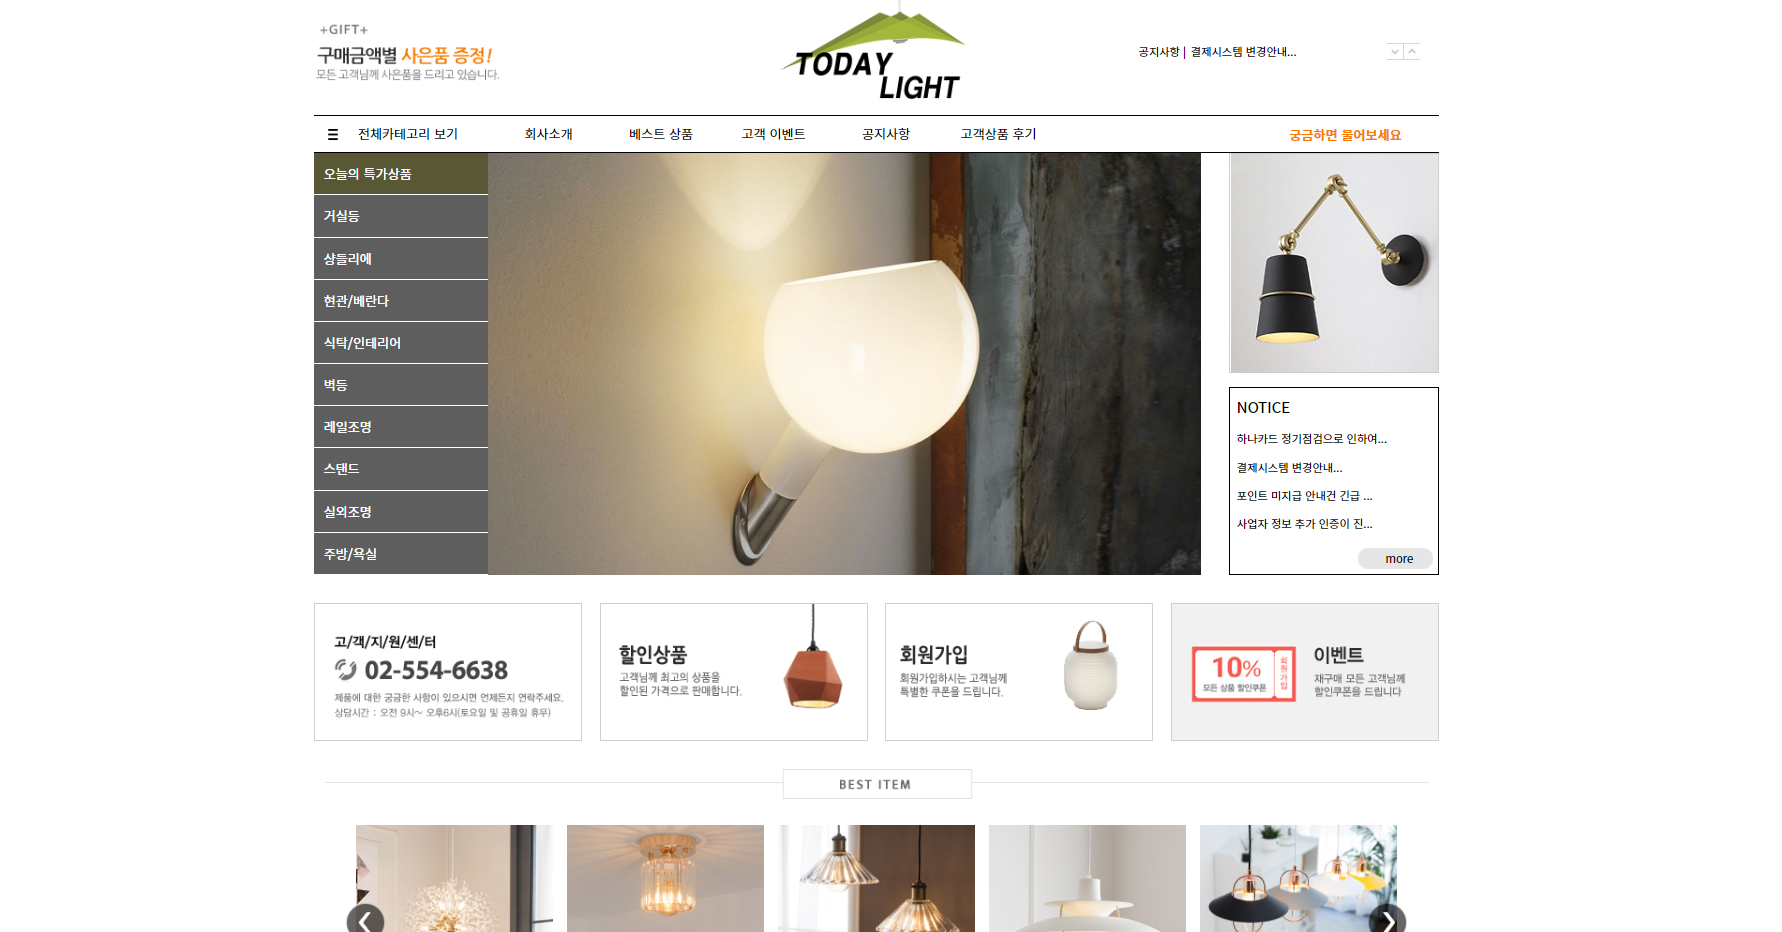 +GIFT+
구매금액별 사은품 증정!
모든 고객님께 사은품을 드리고 있습니다.
TODAY
LIGHT
공지사항 | 결제시스템 변경안내...
전체카테고리 보기 회사소개 베스트 상품 고객 이벤트 공지사항 고객상품 후기 궁금하면 물어보세요
오늘의 특가상품
거실등
샹들리에
현관/베란다
식탁/인테리어
벽등
레일조명
스탠드
실외조명
주방/욕실
NOTICE
하나카드 정기점검으로 인하여...
결제시스템 변경안내...
포인트 미지급 안내건 긴급 ...
사업자 정보 추가 인증이 진...
more
고/객/지/원/센/터
02-554-6638
제품에 대한 궁금한 사항이 있으시면 언제든지 연락주세요.
상담시간 : 오전 9시~ 오후6시(토요일 및 공휴일 휴무)
할인상품
고객님께 최고의 상품을
할인된 가격으로 판매합니다.
회원가입
회원가입하시는 고객님께
특별한 쿠폰을 드립니다.
10%
모든 상품 할인쿠폰
회원가입
이벤트
재구매 모든 고객님께
할인쿠폰을 드립니다
BEST ITEM